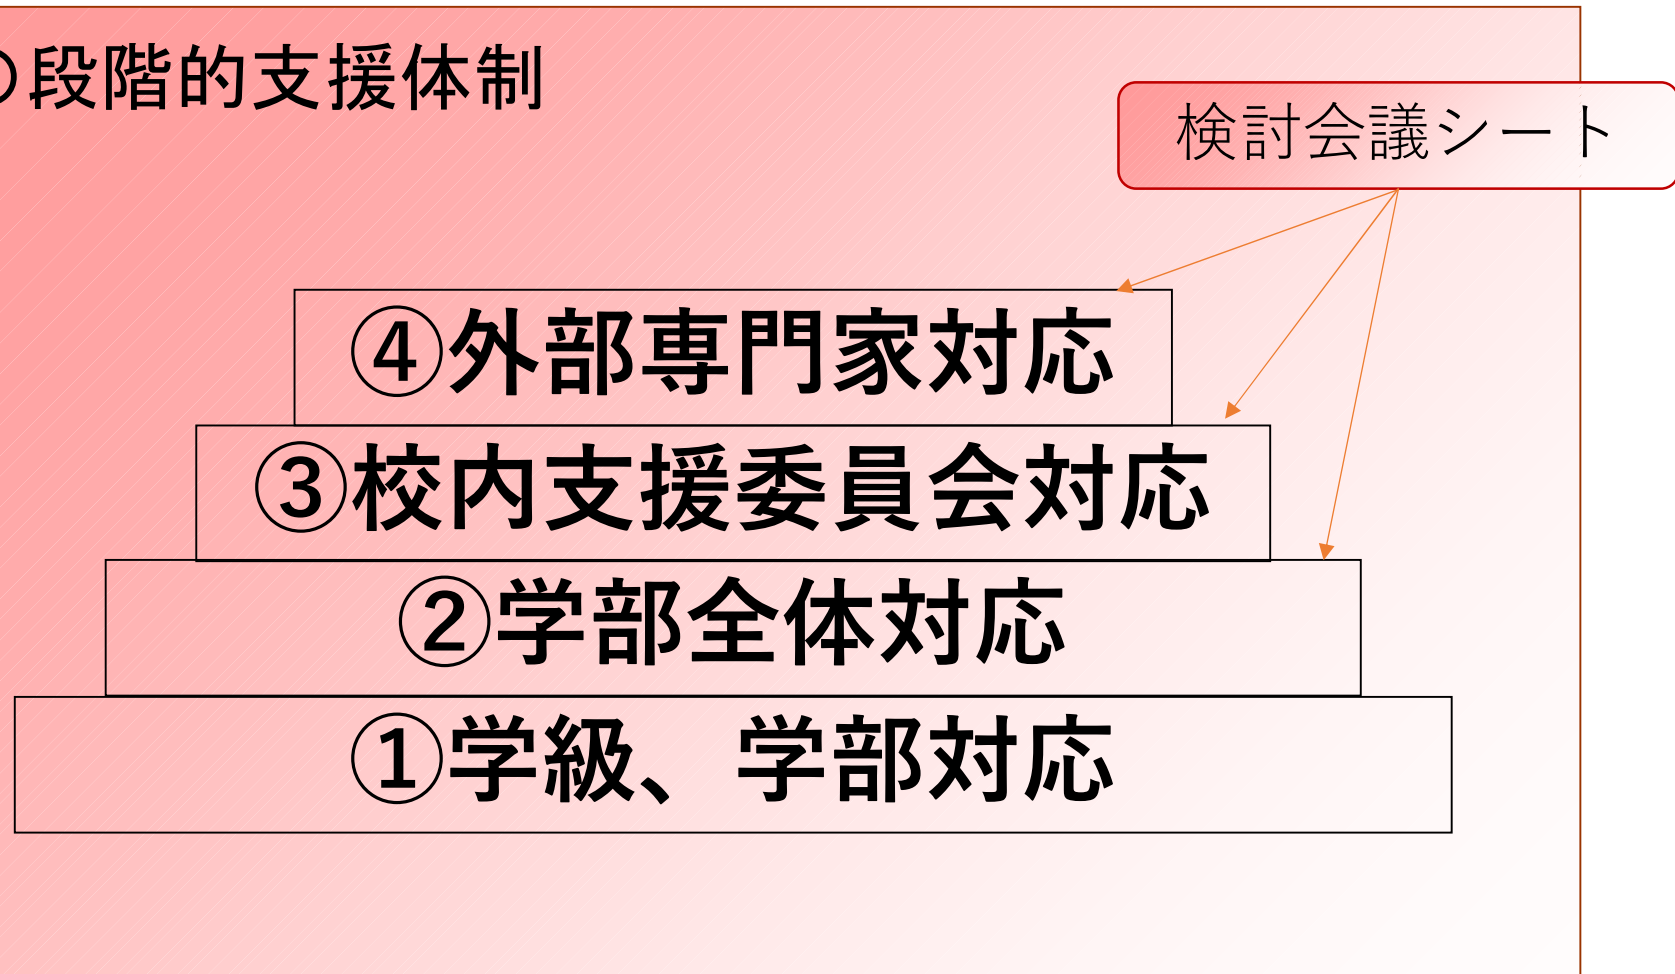 〇段階的支援体制
検討会議シート
④外部専門家対応
③校内支援委員会対応
②学部全体対応
①学級、学部対応